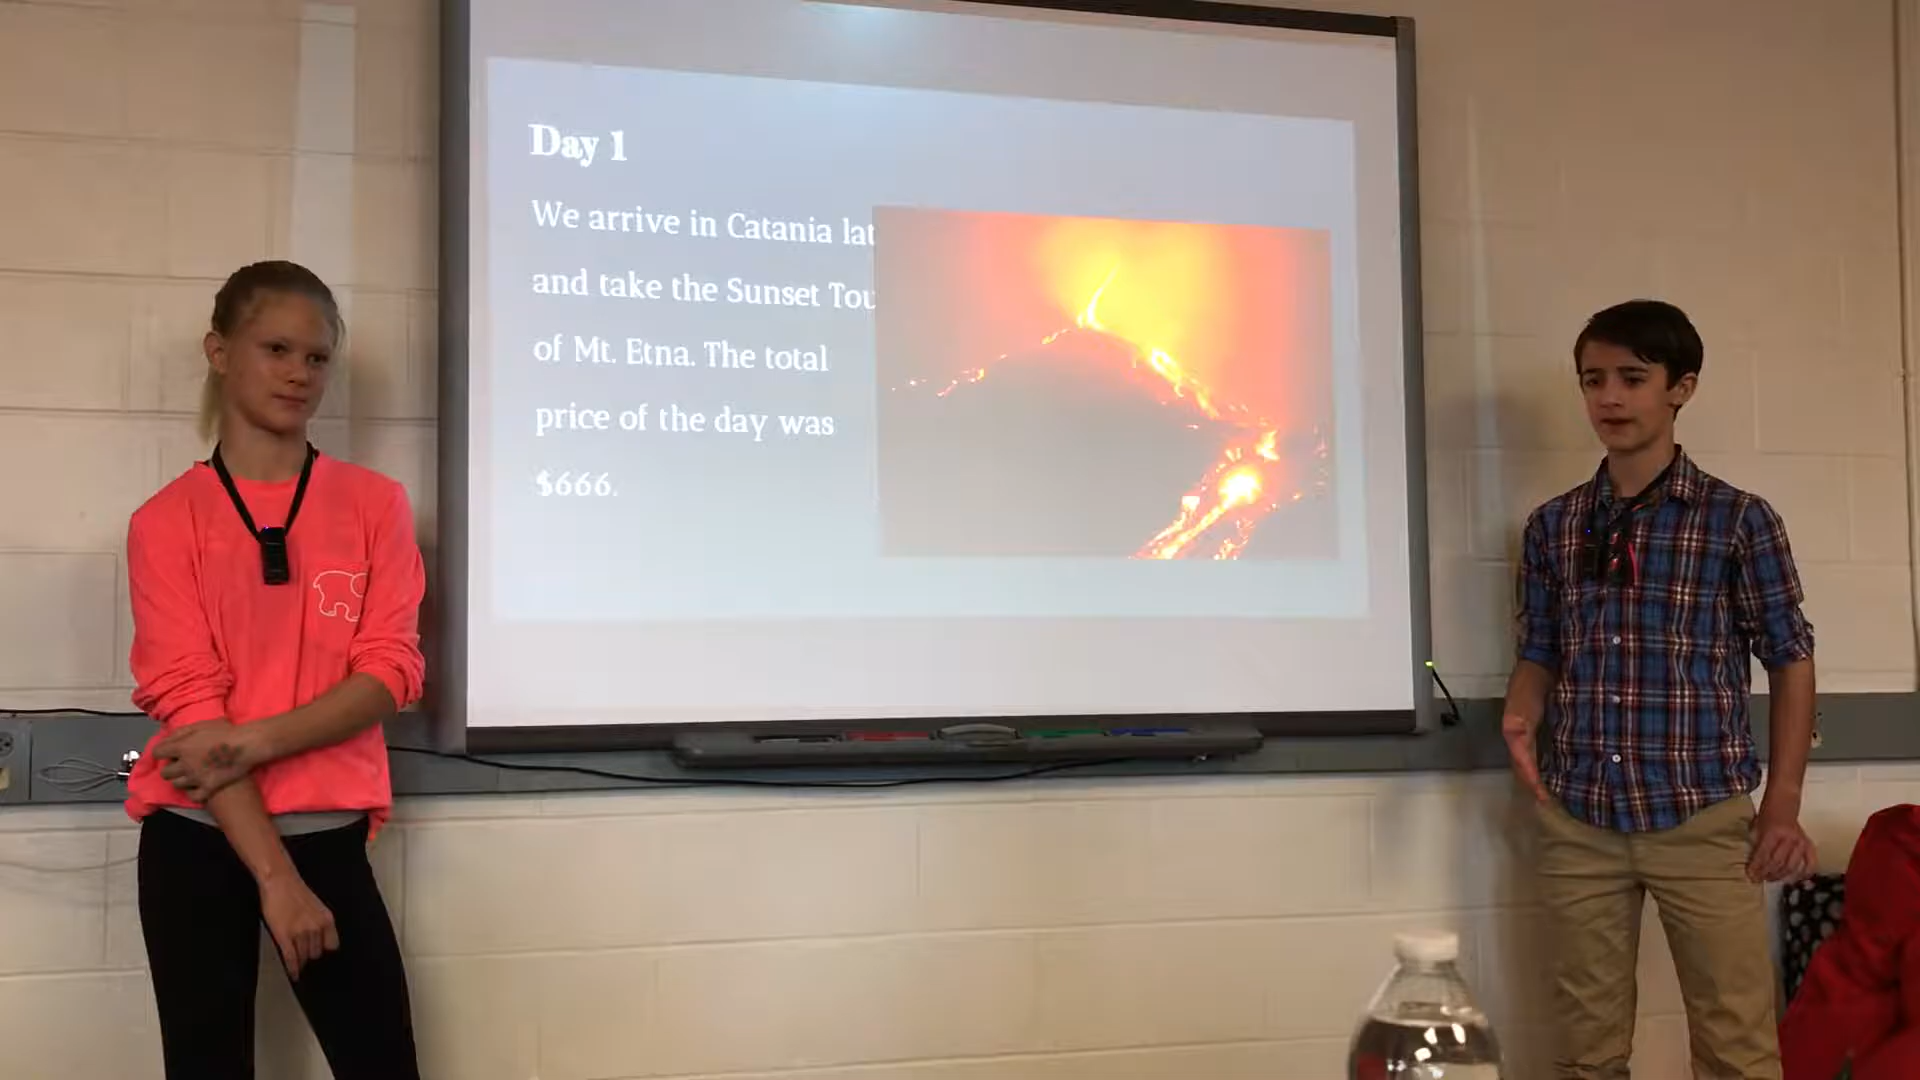 Day 1
We arrive in Catania
and take the Sunset
of Mt. Etna. The total
price of the day was
$666.